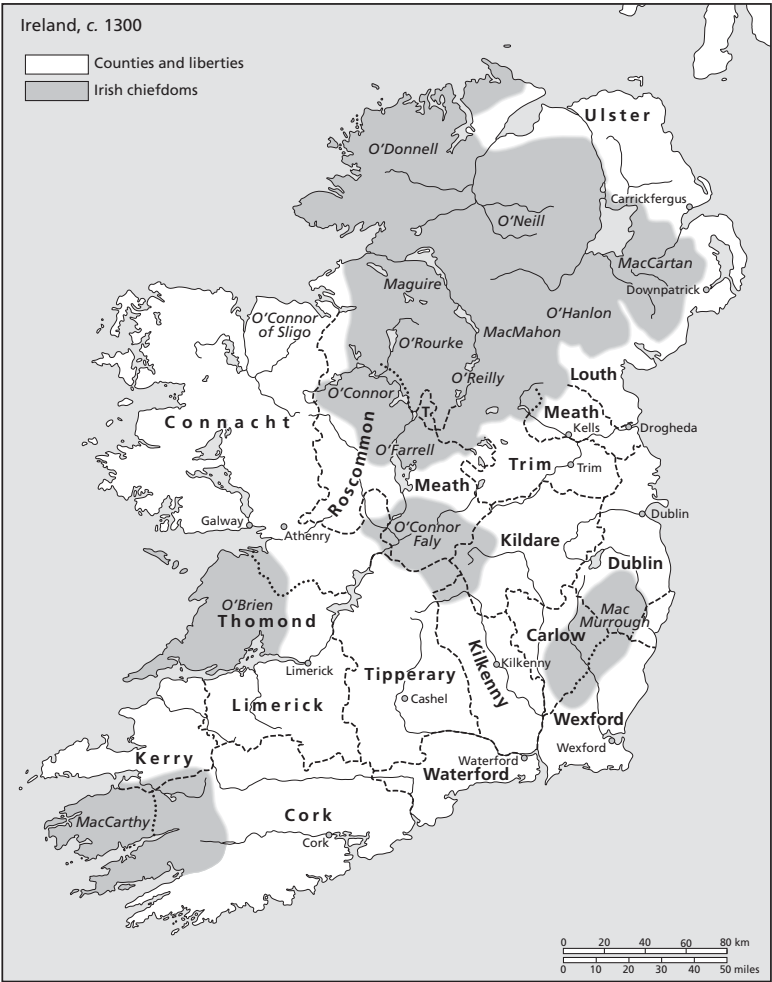 Ireland, c. 1300
Counties and liberties
Irish chiefdoms
Ulster
O'Donnell
Carrickfergus
O'Neill
MacCartan
Maguire
Downpatrick
O'Connor
of Sligo
O'Hanlon
MacMahon
O'Rourke
Louth
O'Reilly
O'Connor
Meath
T.
Connacht
Kells
Drogheda
Roscommon
O'Farrell
Trim
Trim
Meath
Galway
Athenry
O'Connor
Faly
Dublin
Kildare
Dublin
O'Brien
Thomond
Mac
Murrough
Carlow
Limerick
Tipperary
Kilkenny
Kilkenny
Cashel
Limerick
Wexford
Wexford
Kerry
Waterford
Waterford
MacCarthy
Cork
Cork
0 20 40 60 80 km
0 10 20 30 40 50 miles